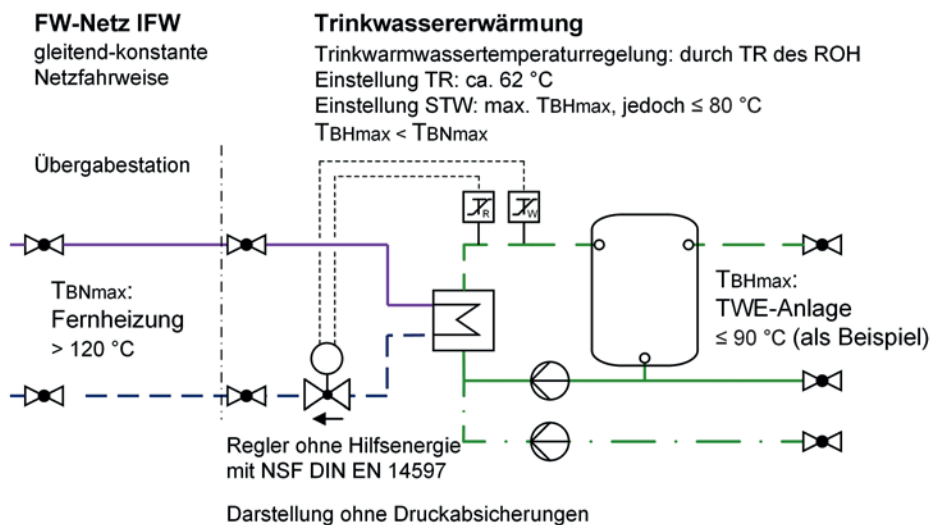 FW-Netz IFW
gleitend-konstante
Netzfahrweise
Trinkwassererwärmung
Trinkwarmwassertemperaturregelung: durch TR des ROH
Einstellung TR: ca. 62 °C
Einstellung STW: max. TBHmax, jedoch ≤ 80 °C
TBHmax < TBNmax
Übergabestation
TR
TW
TBNmax:
Fernheizung
> 120 °C
TBHmax:
TWE-Anlage
≤ 90 °C (als Beispiel)
Regler ohne Hilfsenergie
mit NSF DIN EN 14597
Darstellung ohne Druckabsicherungen